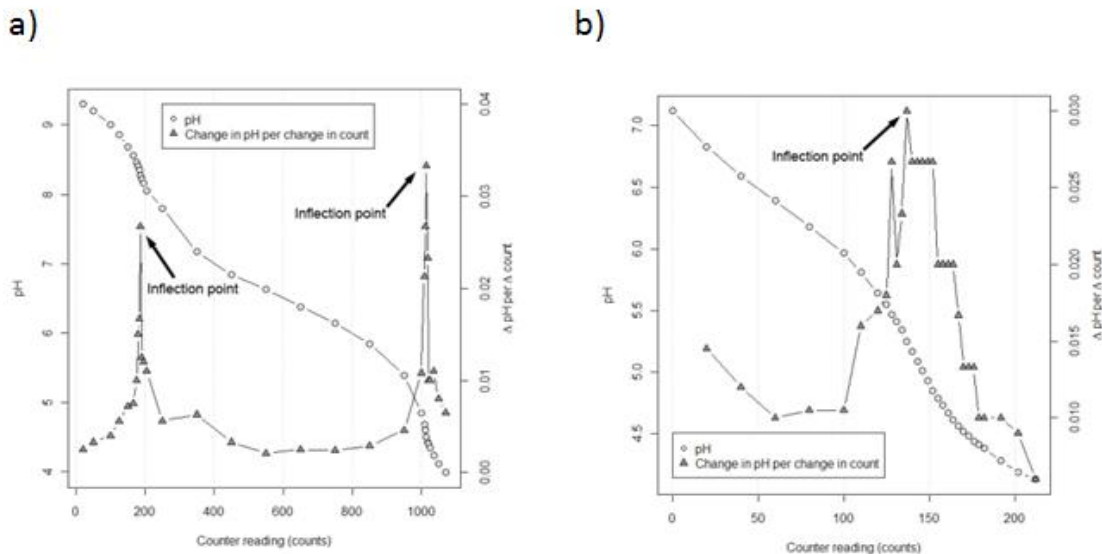 a)
pH
Change in pH per change in count
Inflection point
Inflection point
pH
9
8
7
6
5
4
0.04
0.03
0.02
0.01
0.00
Δ pH per Δ count
0 200 400 600 800 1000
Counter reading (counts)
b)
Inflection point
pH
Change in pH per change in count
pH
7.0
6.5
6.0
5.5
5.0
4.5
0.030
0.025
0.020
0.015
0.010
Δ pH per Δ count
0 50 100 150 200
Counter reading (counts)